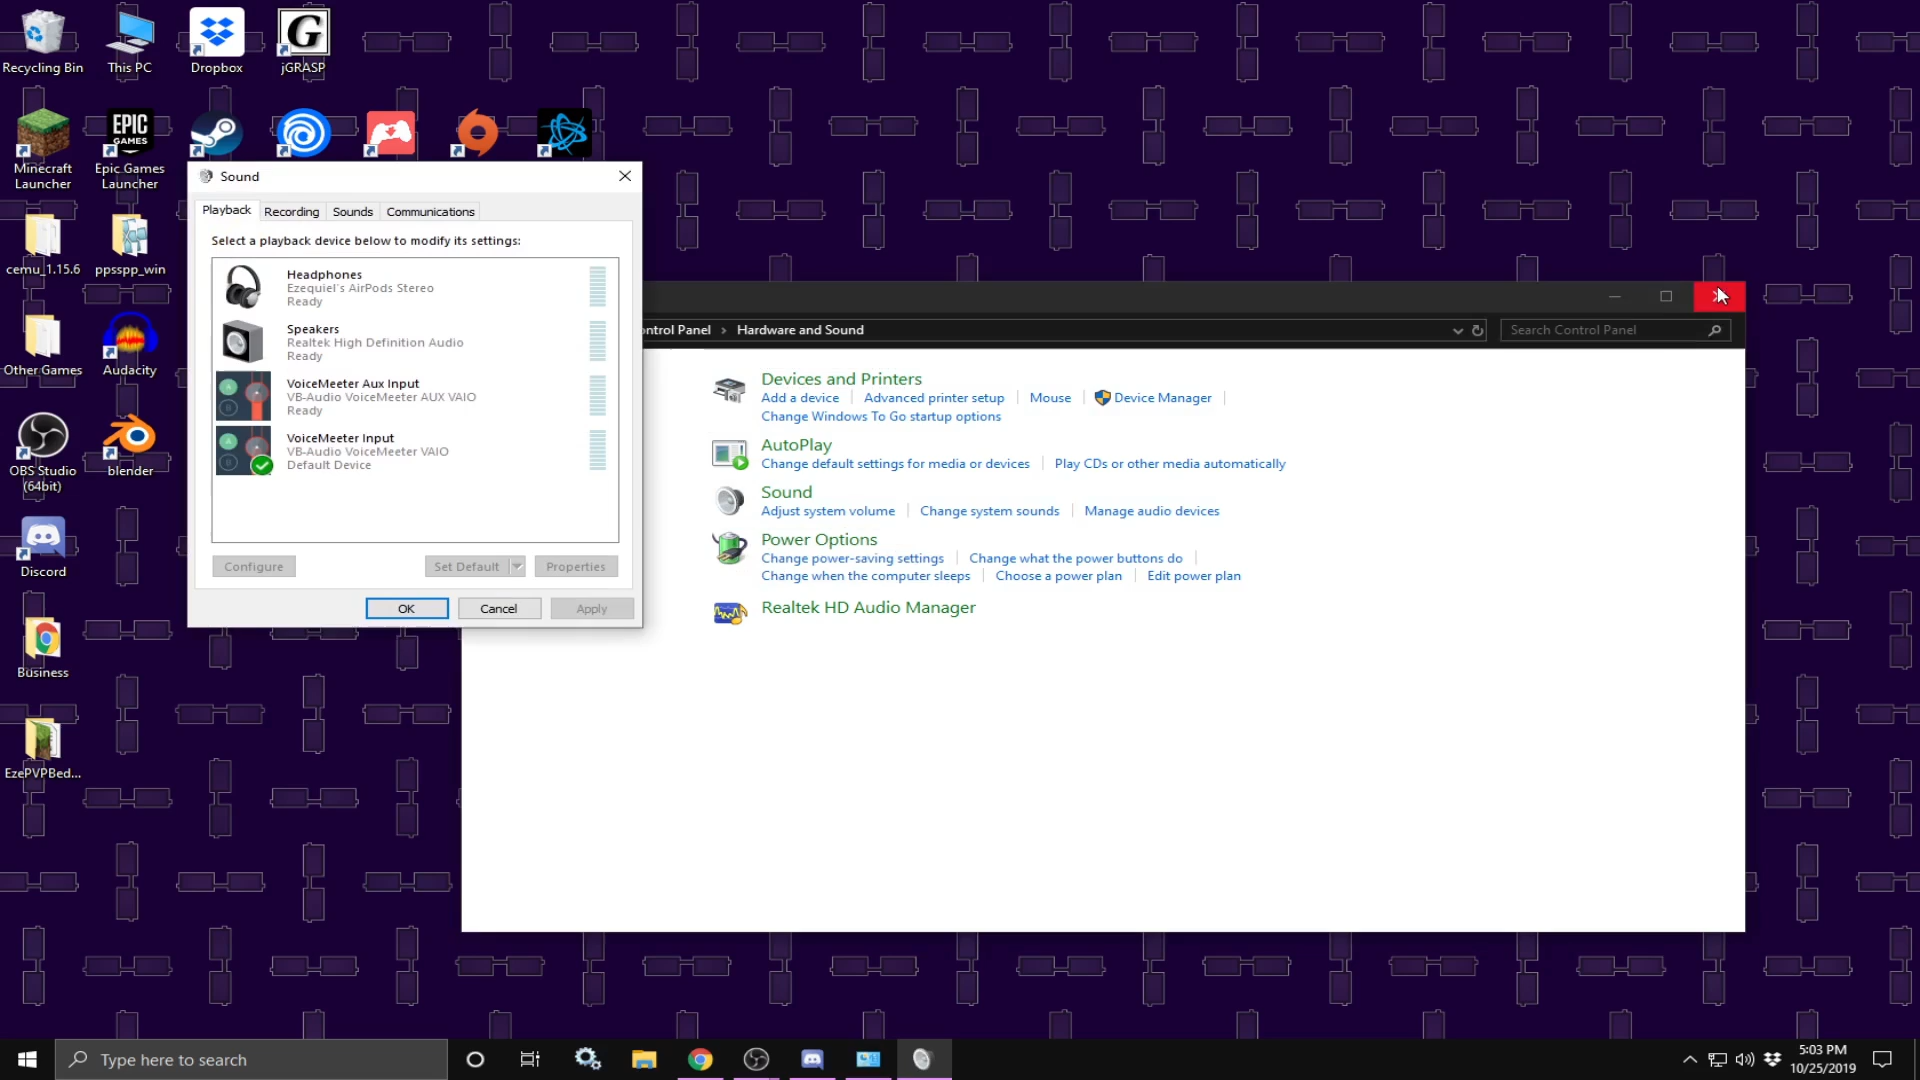 Recycling Bin
This PC
Dropbox
G
jGRASP
Minecraft
Launcher
EPIC
GAMES
Epic Games
Launcher
cemu_1.15.6
ppsspp_win
Other Games
Audacity
OBS Studio
(64bit)
blender
Discord
Business
EzePVPBed...
Sound
Playback
Recording
Sounds
Communications
Select a playback device below to modify its settings:
Headphones
Ezequiel's AirPods Stereo
Ready
Speakers
Realtek High Definition Audio
Ready
VoiceMeeter Aux Input
VB-Audio VoiceMeeter AUX VAIO
Ready
VoiceMeeter Input
VB-Audio VoiceMeeter VAIO
Default Device
Configure
Set Default
Properties
OK
Cancel
Apply
ontrol Panel > Hardware and Sound
Search Control Panel
Devices and Printers
Add a device
Advanced printer setup
Mouse
Device Manager
Change Windows To Go startup options
AutoPlay
Change default settings for media or devices
Play CDs or other media automatically
Sound
Adjust system volume
Change system sounds
Manage audio devices
Power Options
Change power-saving settings
Change what the power buttons do
Change when the computer sleeps
Choose a power plan
Edit power plan
Realtek HD Audio Manager
Type here to search
5:03 PM
10/25/2019